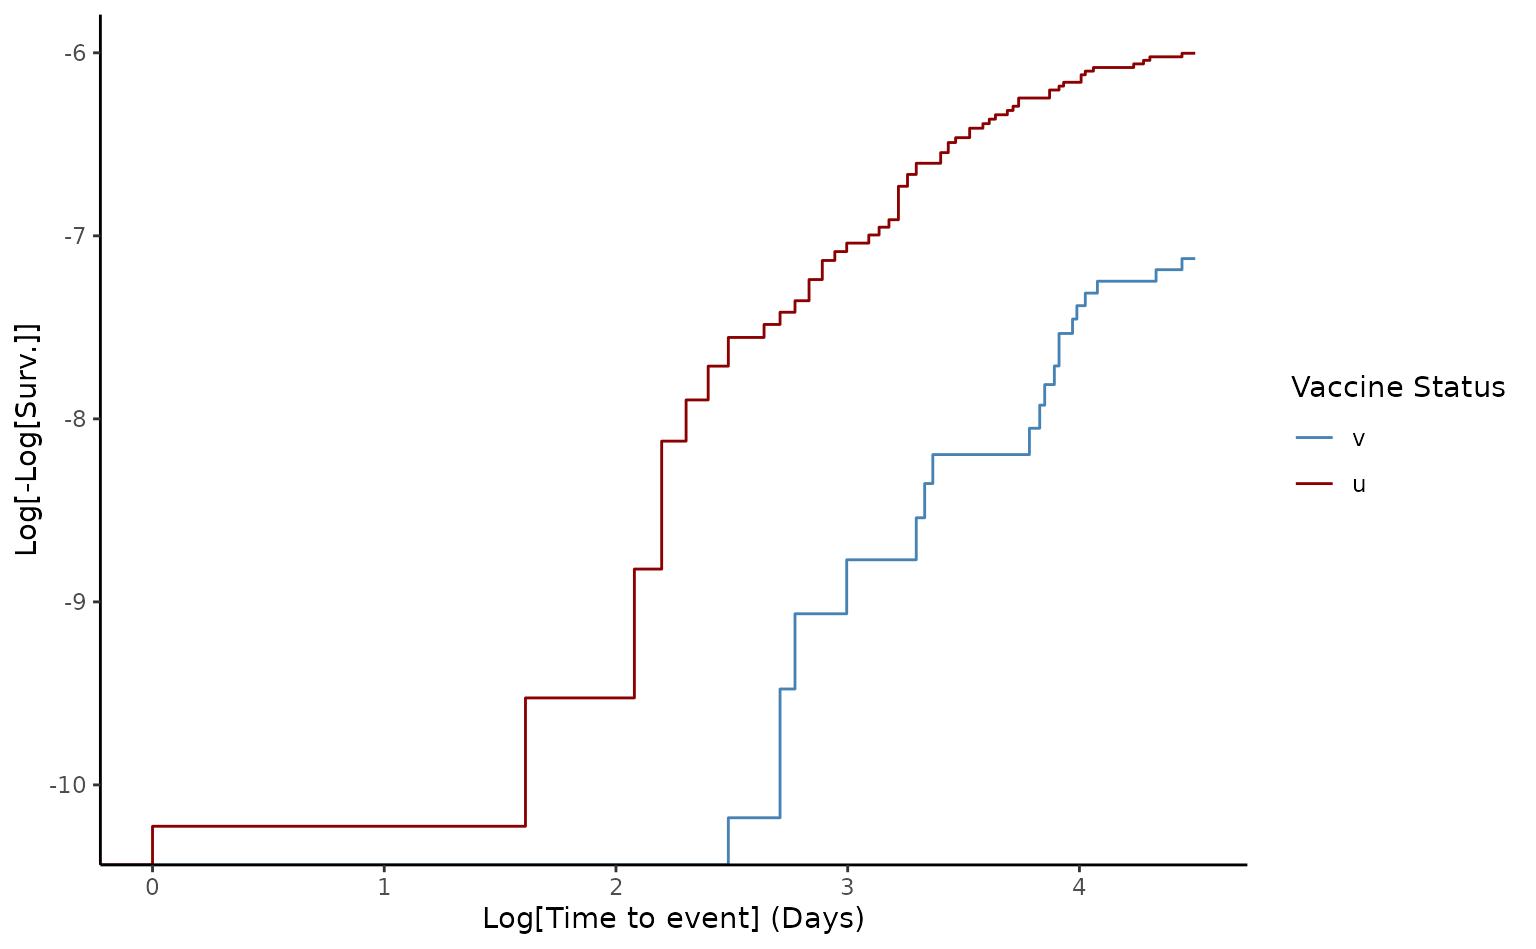 -6
-7
-8
-9
-10
Log[-Log[Surv.]]
0 1 2 3 4
Log[Time to event] (Days)
Vaccine Status
v
u